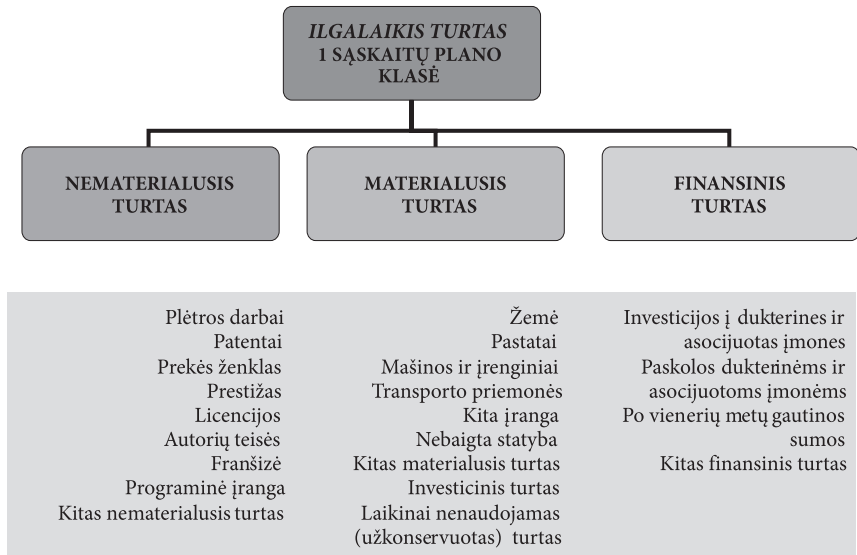 ILGALAIKIS TURTAS
1 SĄSKAITŲ PLANO
KLASĖ
NEMATERIALUSIS
TURTAS
MATERIALUSIS
TURTAS
FINANSINIS
TURTAS
Plėtros darbai
Patentai
Prekės ženklas
Prestižas
Licencijos
Autorių teisės
Franšizė
Programinė įranga
Kitas nematerialusis turtas
Žemė
Pastatai
Mašinos ir įrenginiai
Transporto priemonės
Kita įranga
Nebaigta statyba
Kitas materialusis turtas
Investicinis turtas
Laikinai nenaudojamas
(užkonservuotas) turtas
Investicijos į dukterines ir
asocijuotas įmones
Paskolos dukterinėms ir
asocijuotoms įmonėms
Po vienerių metų gautinos
sumos
Kitas finansinis turtas